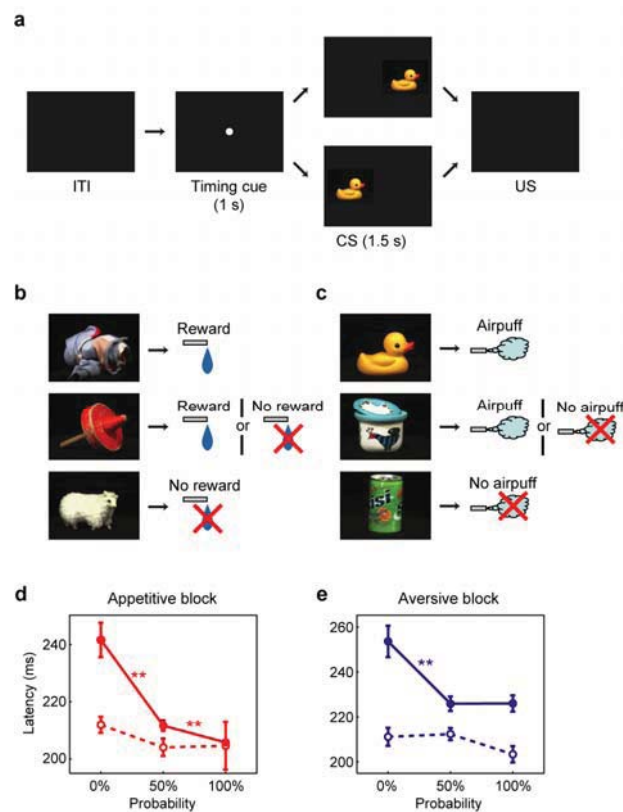 a
ITI
Timing cue
(1 s)
CS (1.5 s)
US
b
Reward
Reward
or
No reward
No reward
c
Airpuff
Airpuff
or
No airpuff
No airpuff
d
Appetitive block
Latency (ms)
240
220
200
**
**
0%
50%
100%
Probability
e
Aversive block
260
240
220
200
**
0%
50%
100%
Probability